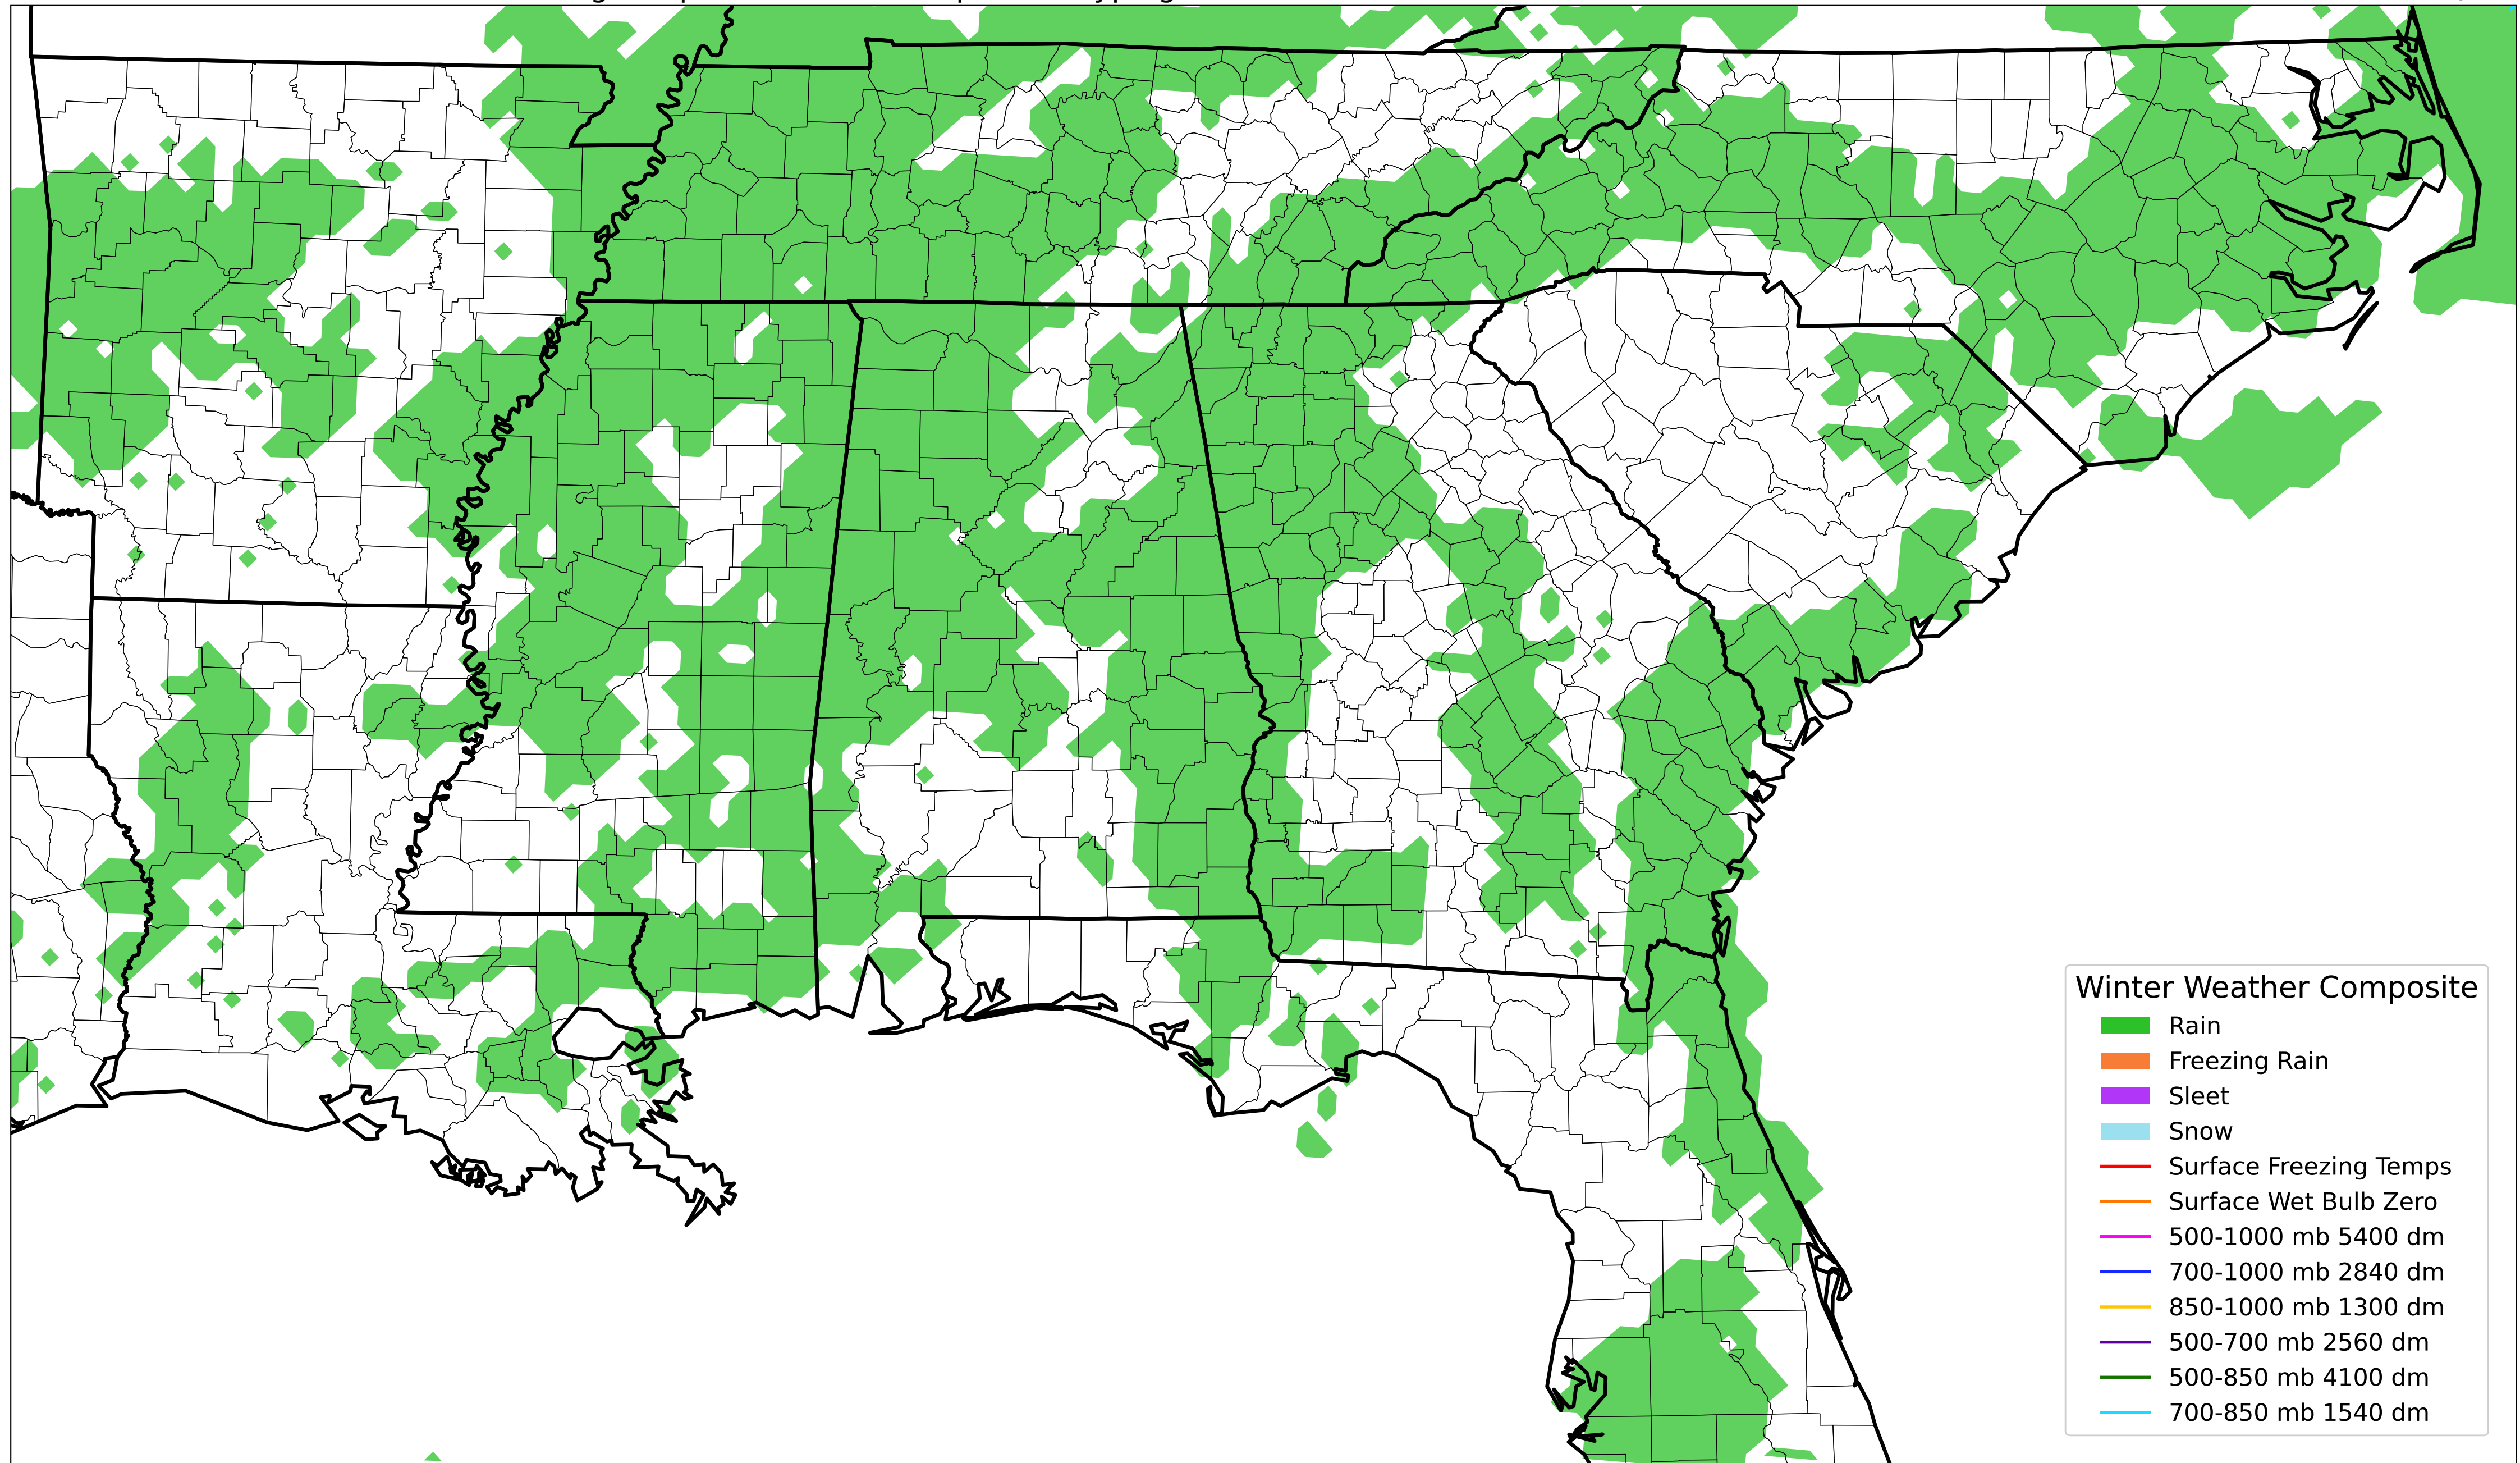 Winter Weather Composite
Rain
Freezing Rain
Sleet
Snow
Surface Freezing Temps
Surface Wet Bulb Zero
500-1000 mb 5400 dm
700-1000 mb 2840 dm
850-1000 mb 1300 dm
500-700 mb 2560 dm
500-850 mb 4100 dm
700-850 mb 1540 dm